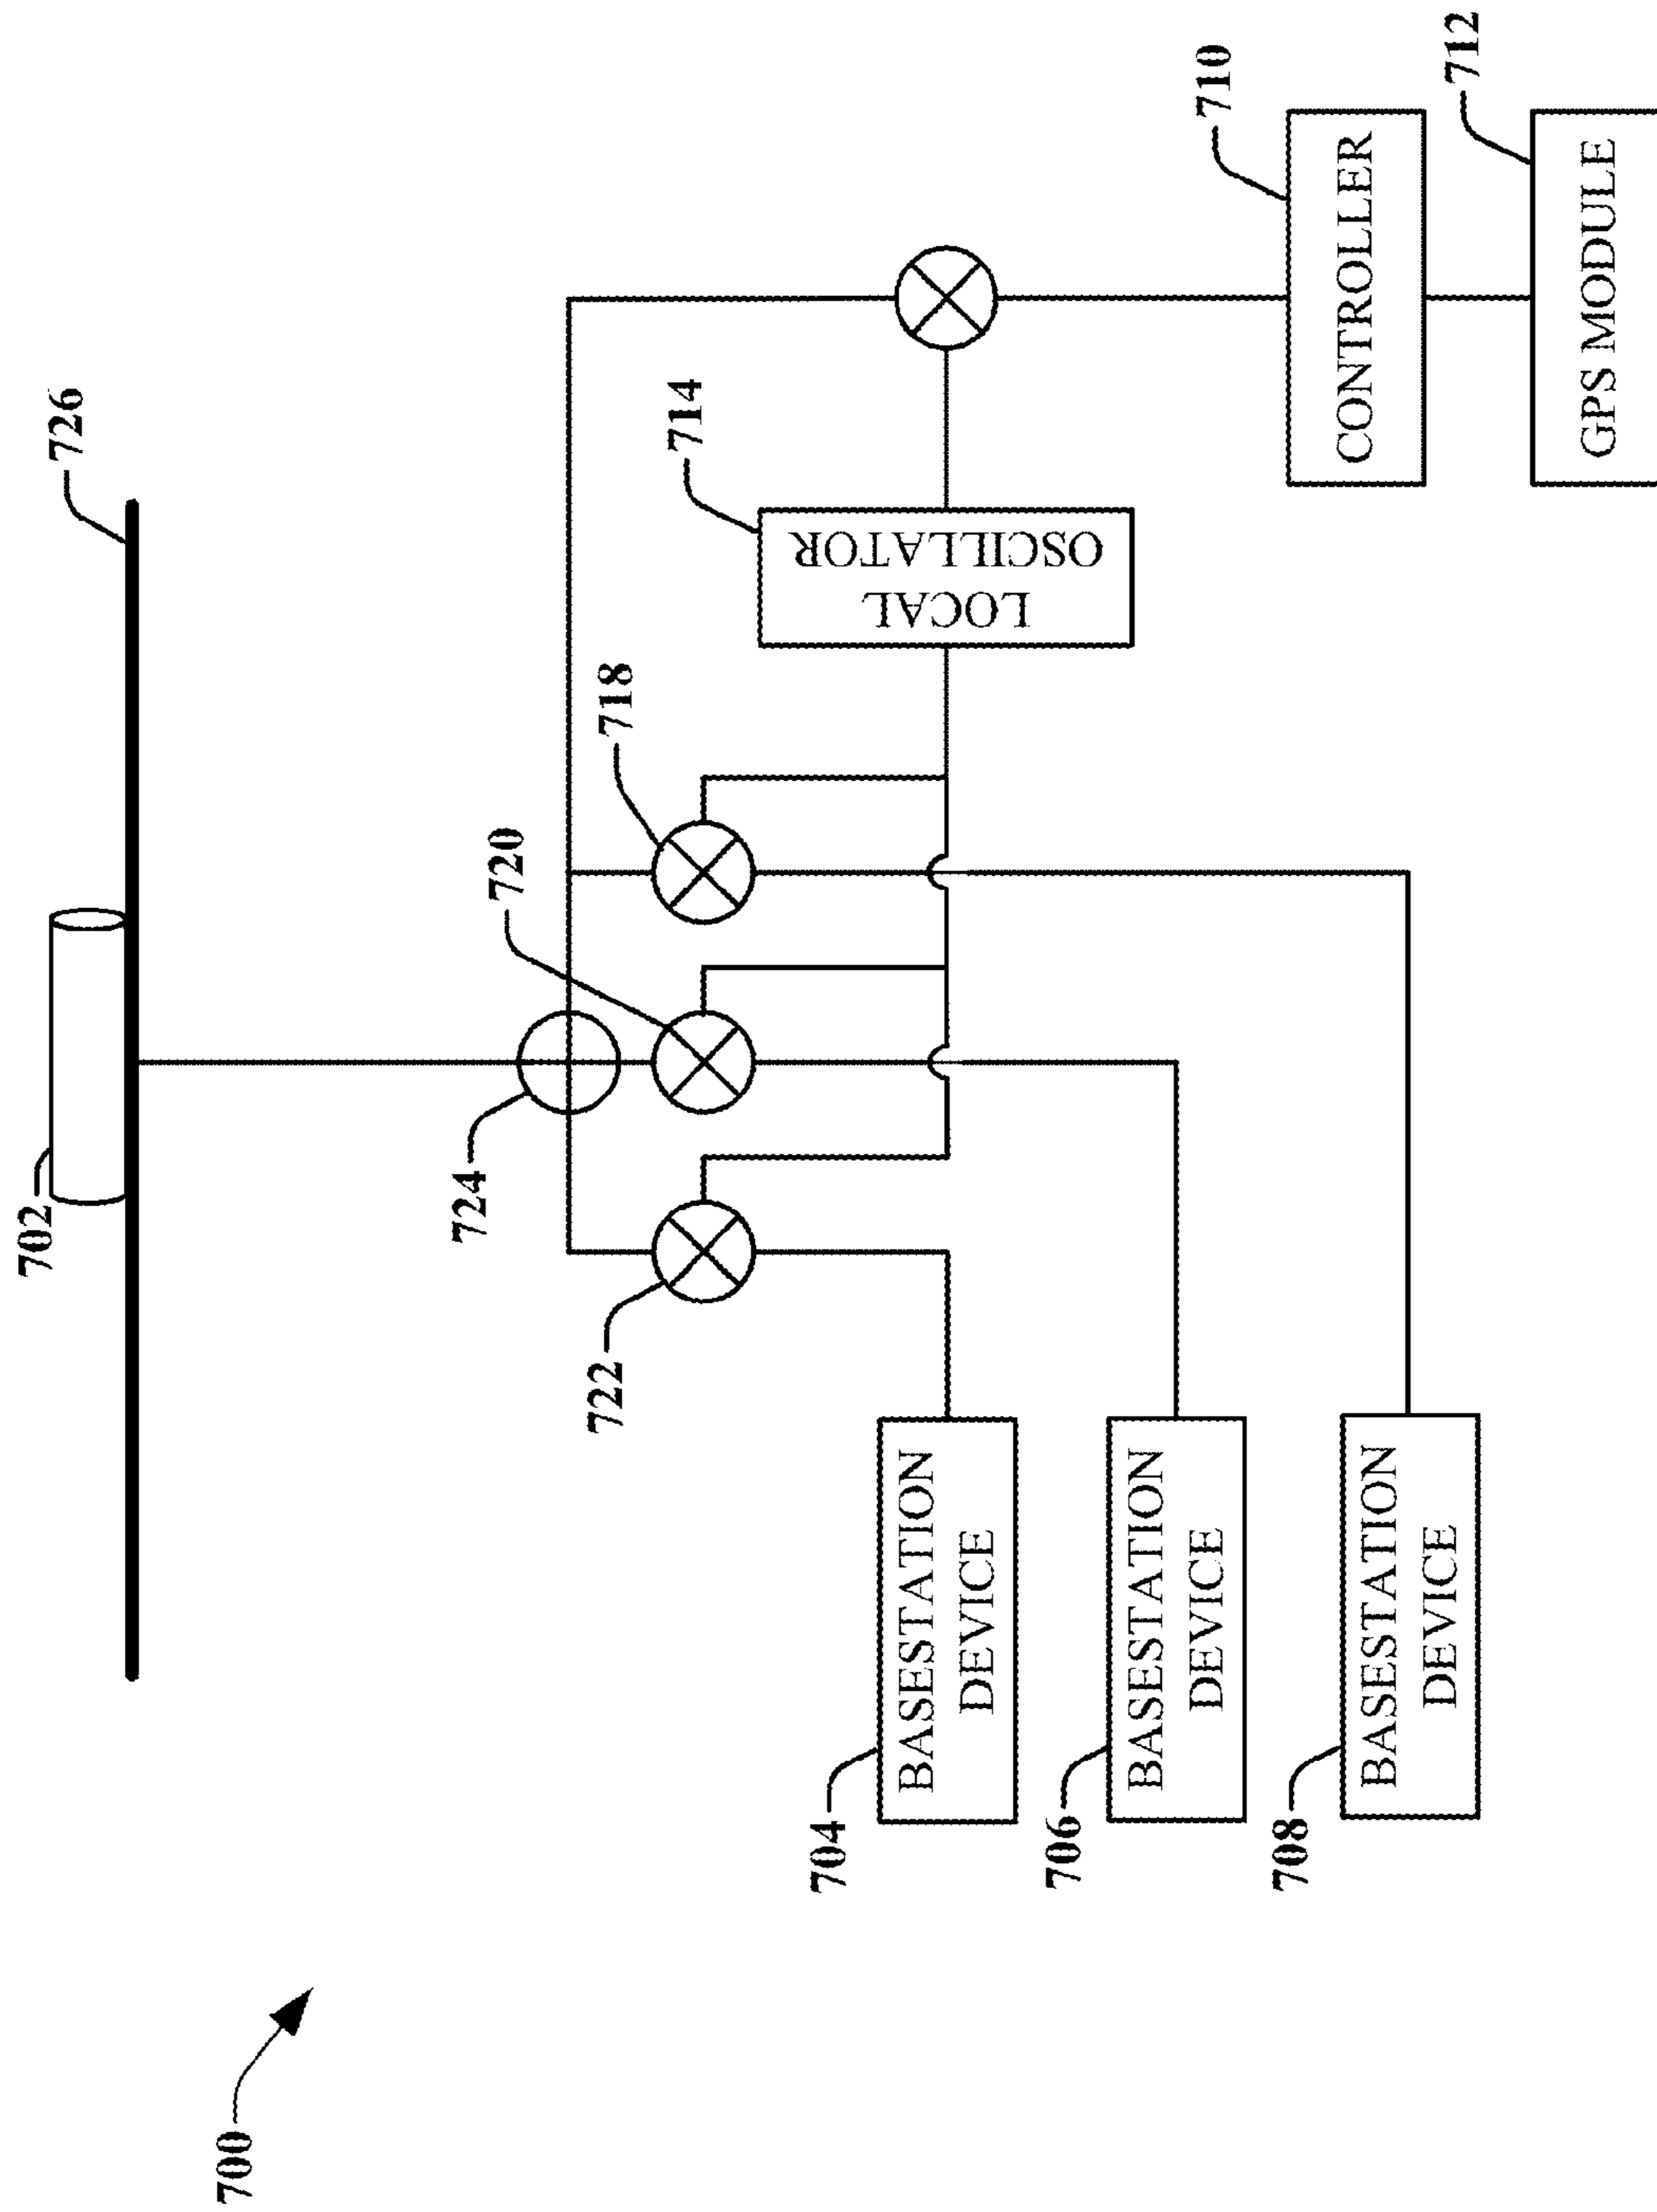 702
726
724
720
718
722
714
LOCAL
OSCILLATOR
710
CONTROLLER
712
GPS MODULE
704
BASESTATION
DEVICE
706
BASESTATION
DEVICE
708
BASESTATION
DEVICE
700